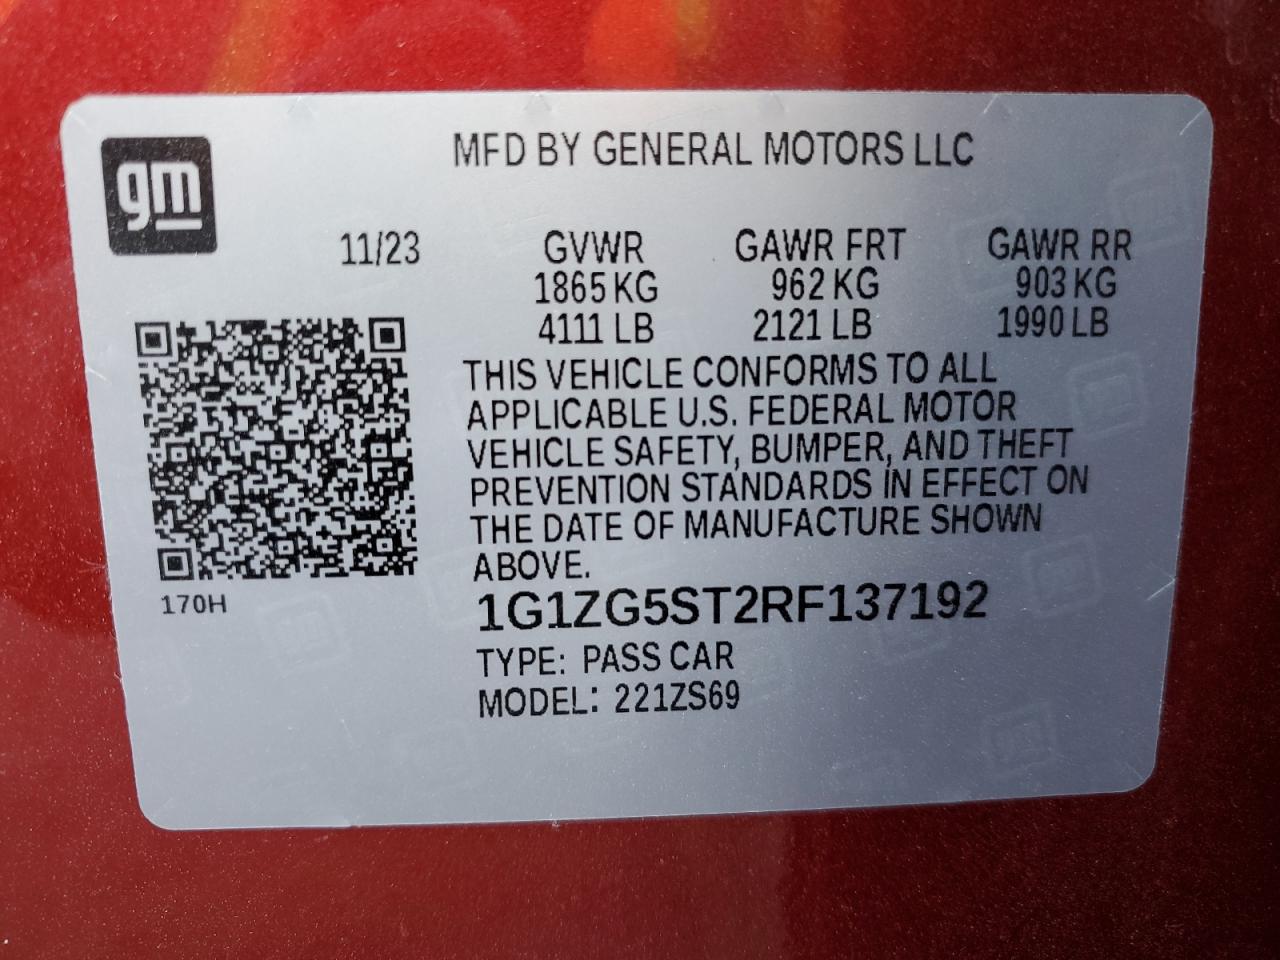 gm
MFD BY GENERAL MOTORS LLC
11/23 GVWR GAWR FRT GAWR RR
1865 KG 962 KG 903 KG
4111 LB 2121 LB 1990 LB
THIS VEHICLE CONFORMS TO ALL
APPLICABLE U.S. FEDERAL MOTOR
VEHICLE SAFETY, BUMPER, AND THEFT
PREVENTION STANDARDS IN EFFECT ON
THE DATE OF MANUFACTURE SHOWN
ABOVE.
170H
1G1ZG5ST2RF137192
TYPE: PASS CAR
MODEL: 221ZS69